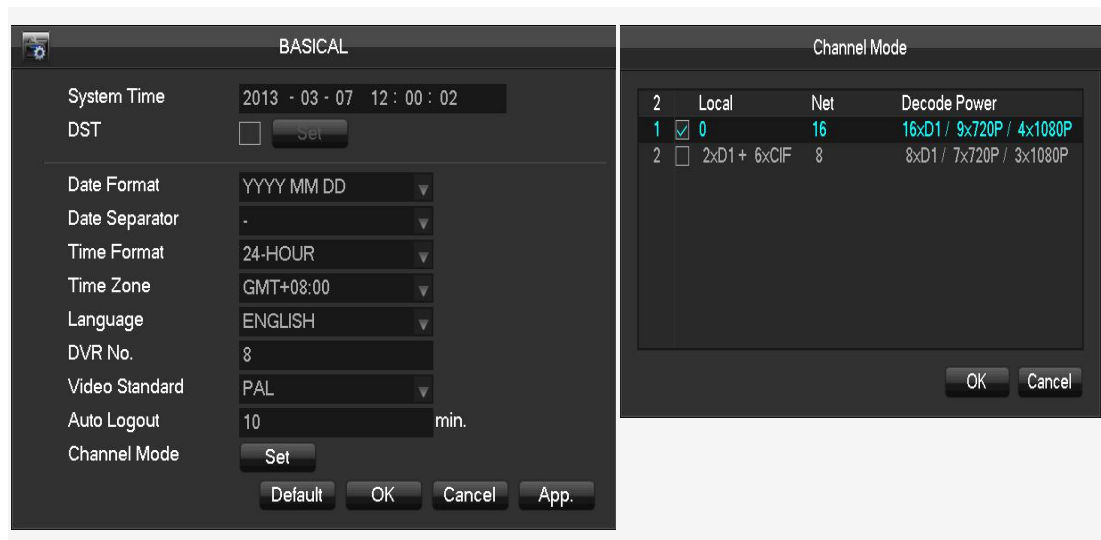 BASICAL
System Time 2013 - 03 - 07 12 : 00 : 02
DST Set
Date Format YYYY MM DD
Date Separator -
Time Format 24-HOUR
Time Zone GMT+08:00
Language ENGLISH
DVR No. 8
Video Standard PAL
Auto Logout 10 min.
Channel Mode Set
Default OK Cancel App.
Channel Mode
2 Local Net Decode Power
1 0 16 16xD1 / 9x720P / 4x1080P
2 2xD1 + 6xCIF 8 8xD1 / 7x720P / 3x1080P
OK Cancel